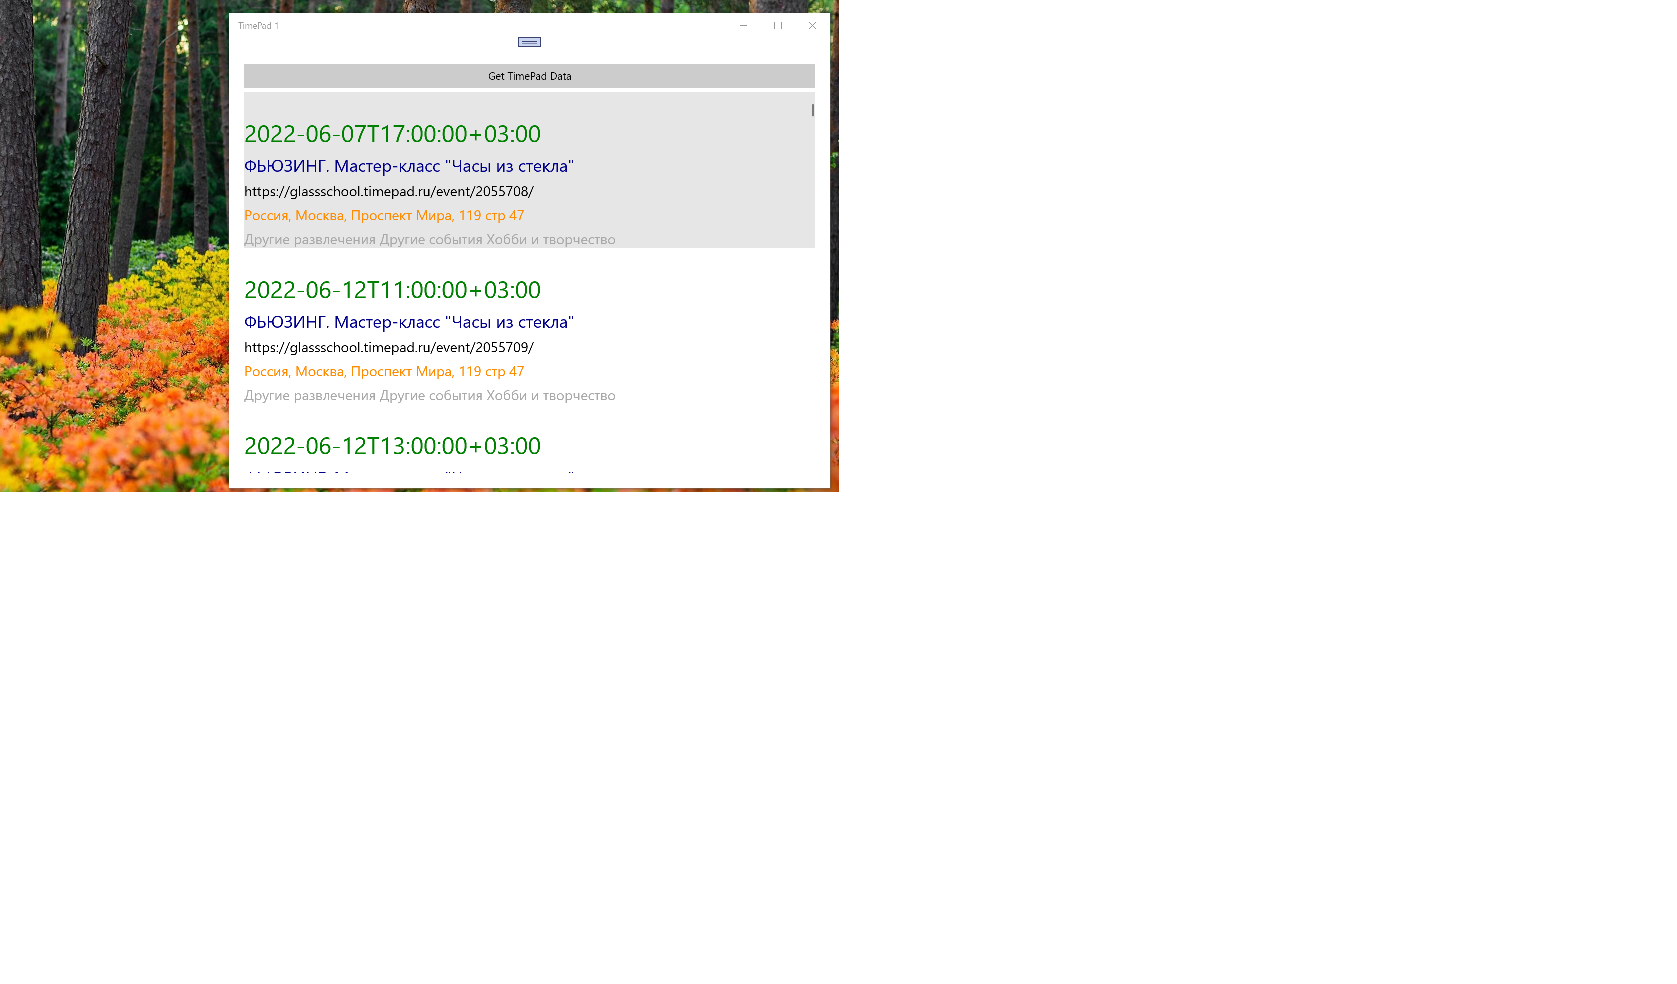 TimePad 1
Get TimePad Data
2022-06-07T17:00:00+03:00
ФЬЮЗИНГ. Мастер-класс "Часы из стекла"
https://glassschool.timepad.ru/event/2055708/
Россия, Москва, Проспект Мира, 119 стр 47
Другие развлечения Другие события Хобби и творчество
2022-06-12T11:00:00+03:00
ФЬЮЗИНГ. Мастер-класс "Часы из стекла"
https://glassschool.timepad.ru/event/2055709/
Россия, Москва, Проспект Мира, 119 стр 47
Другие развлечения Другие события Хобби и творчество
2022-06-12T13:00:00+03:00